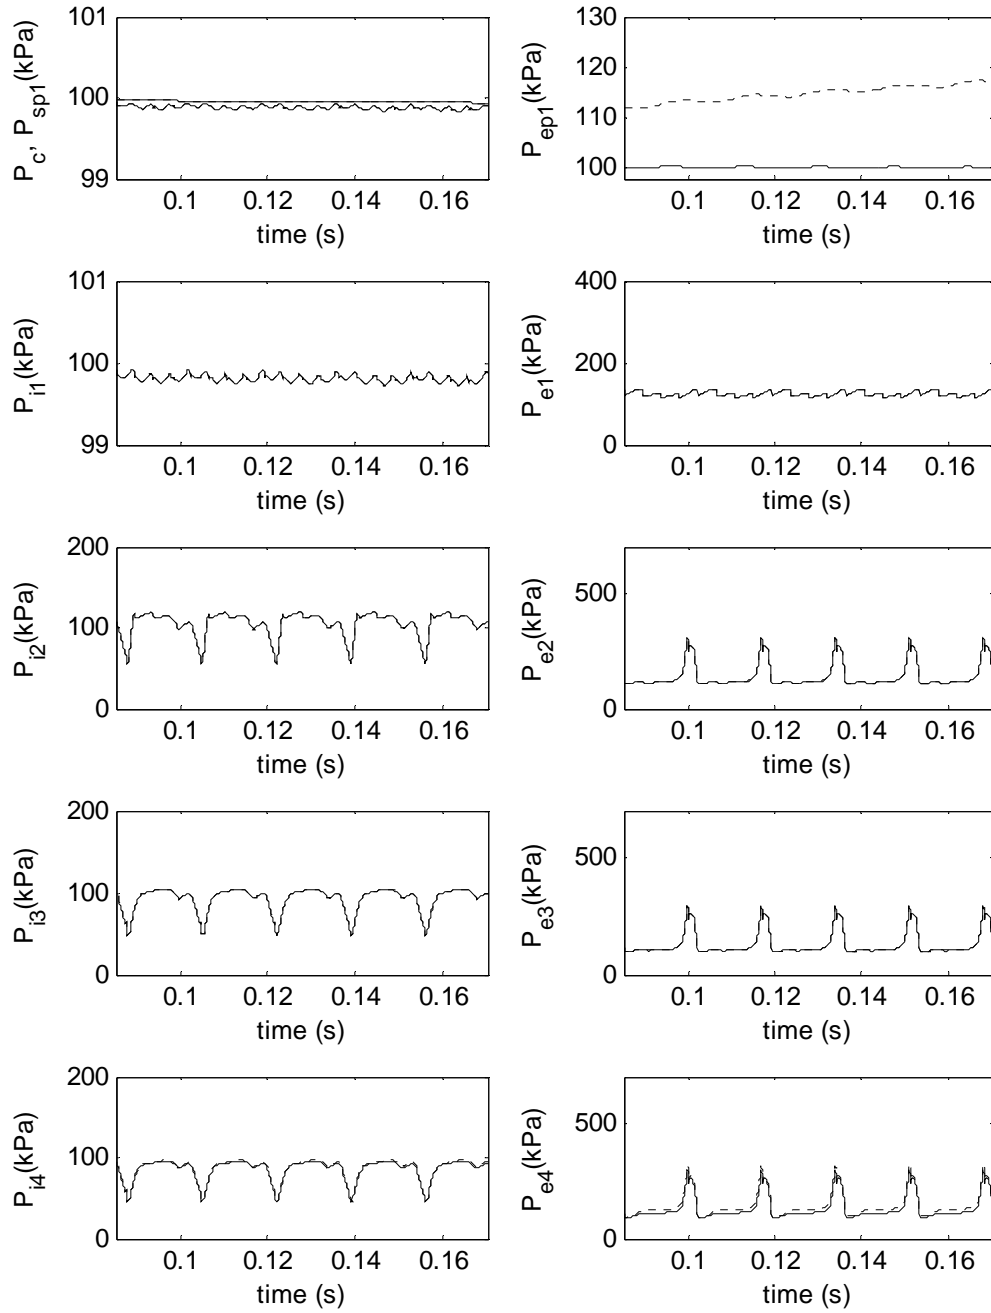 101
100
99
P_c, P_sp1(kPa)
0.1 0.12 0.14 0.16
time (s)
130
120
110
100
P_ep1(kPa)
0.1 0.12 0.14 0.16
time (s)
101
100
99
P_i1(kPa)
0.1 0.12 0.14 0.16
time (s)
400
200
0
P_e1(kPa)
0.1 0.12 0.14 0.16
time (s)
200
100
0
P_i2(kPa)
0.1 0.12 0.14 0.16
time (s)
500
0
P_e2(kPa)
0.1 0.12 0.14 0.16
time (s)
200
100
0
P_i3(kPa)
0.1 0.12 0.14 0.16
time (s)
500
0
P_e3(kPa)
0.1 0.12 0.14 0.16
time (s)
200
100
0
P_i4(kPa)
0.1 0.12 0.14 0.16
time (s)
500
0
P_e4(kPa)
0.1 0.12 0.14 0.16
time (s)